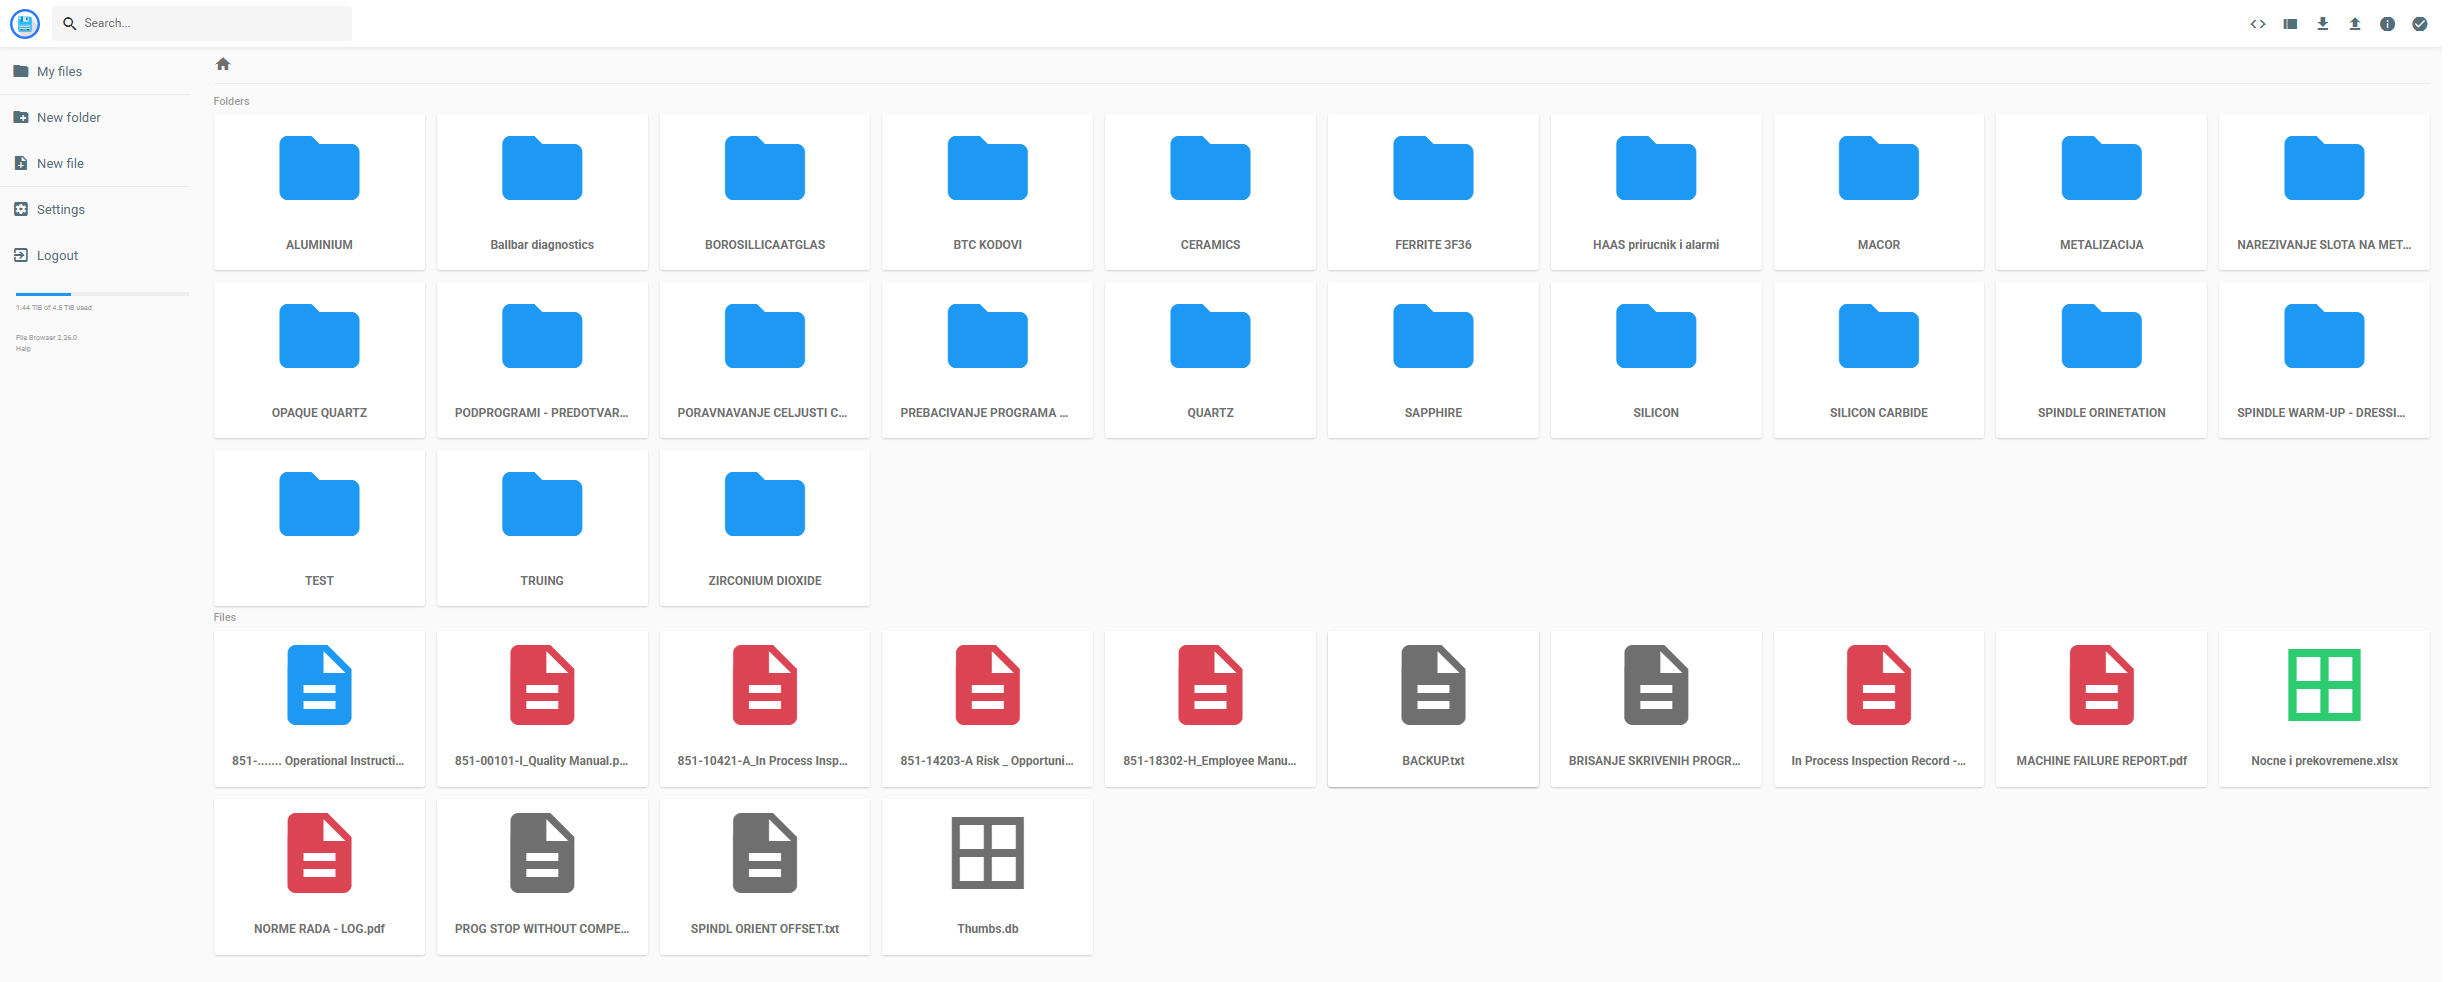 Search...
My files
New folder
New file
Settings
Logout
1.44 TiB of 4.5 TiB used
File Browser 2.26.0
Help
Folders
ALUMINIUM
Ballbar diagnostics
BOROSILLICAATGLAS
BTC KODOVI
CERAMICS
FERRITE 3F36
HAAS prirucnik i alarmi
MACOR
METALIZACIJA
NAREZIVANJE SLOTA NA MET...
OPAQUE QUARTZ
PODPROGRAMI - PREDOTVAR...
PORAVNAVANJE CELJUSTI C...
PREBACIVANJE PROGRAMA ...
QUARTZ
SAPPHIRE
SILICON
SILICON CARBIDE
SPINDLE ORINETATION
SPINDLE WARM-UP - DRESSI...
TEST
TRUING
ZIRCONIUM DIOXIDE
Files
851-....... Operational Instructi...
851-00101-I_Quality Manual.p...
851-10421-A_In Process Insp...
851-14203-A Risk _ Opportuni...
851-18302-H_Employee Manu...
BACKUP.txt
BRISANJE SKRIVENIH PROGR...
In Process Inspection Record -...
MACHINE FAILURE REPORT.pdf
Nocne i prekovremene.xlsx
NORME RADA - LOG.pdf
PROG STOP WITHOUT COMPE...
SPINDL ORIENT OFFSET.txt
Thumbs.db